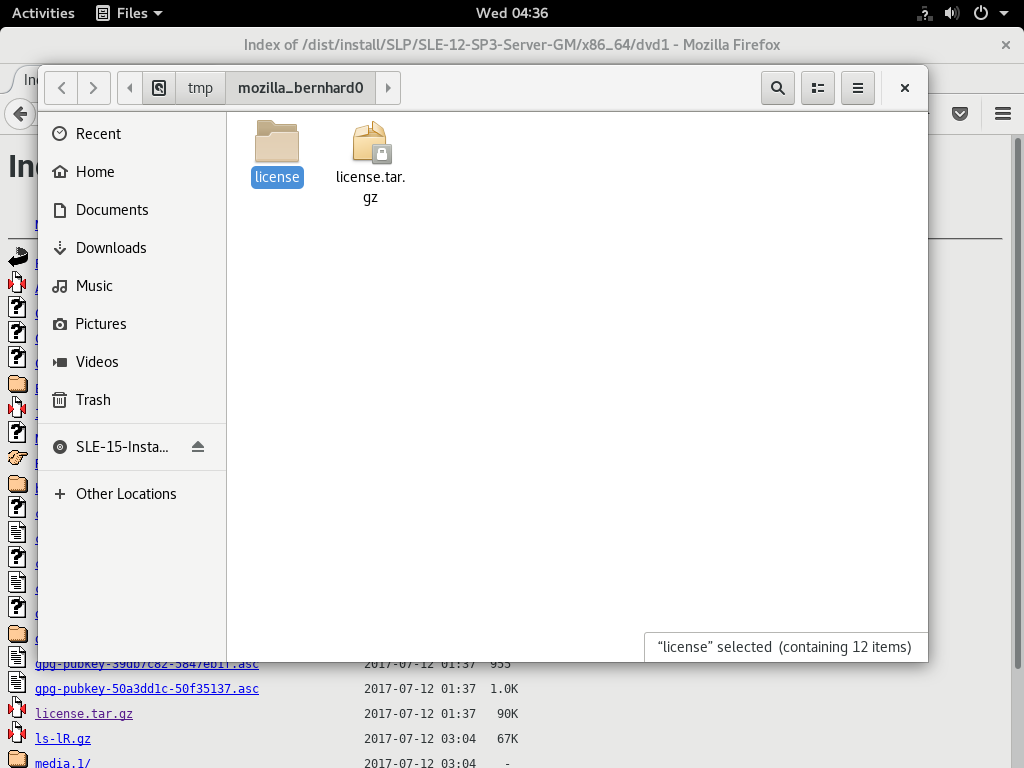 Activities Files Wed 04:36
Index of /dist/install/SLP/SLE-12-SP3-Server-GM/x86_64/dvd1 - Mozilla Firefox
tmp mozilla_bernhard0
Recent
Home
Documents
Downloads
Music
Pictures
Videos
Trash
SLE-15-Insta...
Other Locations
license
license.tar.
gz
“license” selected (containing 12 items)
gpg-pubkey-39db7c82-5847eb1f.asc 2017-07-12 01:37 955
gpg-pubkey-50a3dd1c-50f35137.asc 2017-07-12 01:37 1.0K
license.tar.gz 2017-07-12 01:37 90K
ls-lR.gz 2017-07-12 03:04 67K
media.1/ 2017-07-12 03:04 -